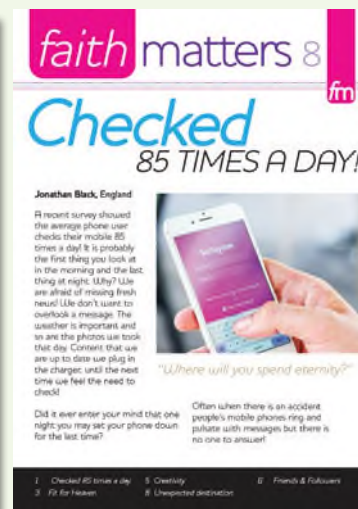 faith matters 8
fm
Checked
85 TIMES A DAY!
Jonathan Black, England
A recent survey showed
the average phone user
checks their mobile 85
times a day! It is probably
the first thing you look at
in the morning and the last
thing at night. Why? We
are afraid of missing fresh
news! We don't want to
overlook a message. The
weather is important and
so are the photos we took
that day. Content that we
are up to date we plug in
the charger, until the next
time we feel the need to
check!
Did it ever enter your mind that one
night you may set your phone down
for the last time?
Instagram
"Where will you spend eternity?"
Often when there is an accident
people's mobile phones ring and
pulsate with messages but there is
no one to answer!
1 Checked 85 times a day
3 Fit for Heaven
5 Creativity
8 Unexpected destination
Friends & Followers